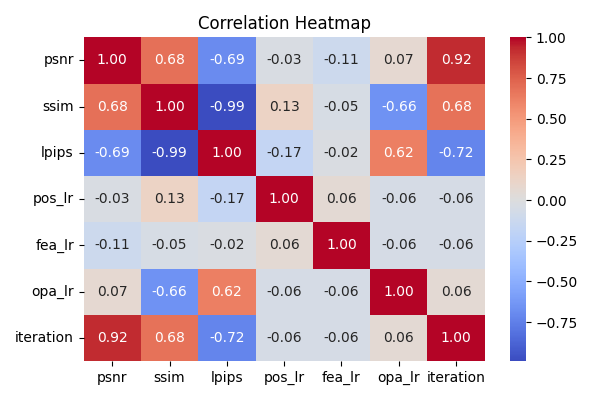 Correlation Heatmap
psnr 1.00 0.68 -0.69 -0.03 -0.11 0.07 0.92
ssim 0.68 1.00 -0.99 0.13 -0.05 -0.66 0.68
lpips -0.69 -0.99 1.00 -0.17 -0.02 0.62 -0.72
pos_lr -0.03 0.13 -0.17 1.00 0.06 -0.06 -0.06
fea_lr -0.11 -0.05 -0.02 0.06 1.00 -0.06 -0.06
opa_lr 0.07 -0.66 0.62 -0.06 -0.06 1.00 0.06
iteration 0.92 0.68 -0.72 -0.06 -0.06 0.06 1.00
psnr ssim lpips pos_lr fea_lr opa_lr iteration
1.00
0.75
0.50
0.25
0.00
−0.25
−0.50
−0.75